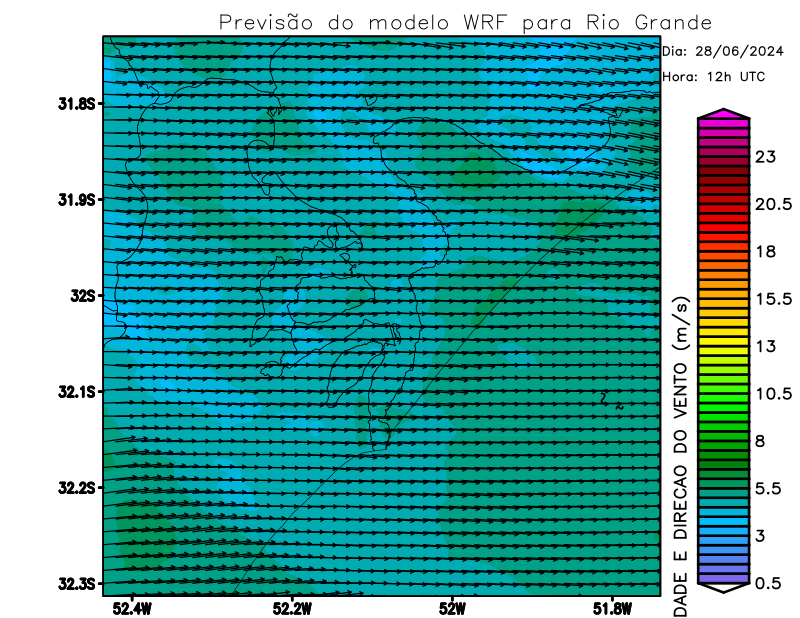 Previsão do modelo WRF para Rio Grande
Dia: 28/06/2024
Hora: 12h UTC
31.8S
31.9S
32S
32.1S
32.2S
32.3S
52.4W
52.2W
52W
51.8W
23
20.5
18
15.5
13
10.5
8
5.5
3
0.5
DADE E DIRECAO DO VENTO (m/s)